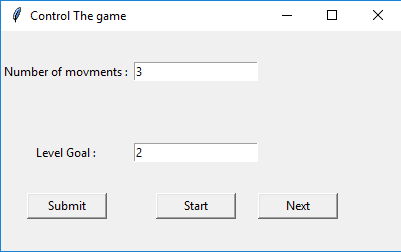 Control The game
Number of movments : 3
Level Goal : 2
Submit Start Next